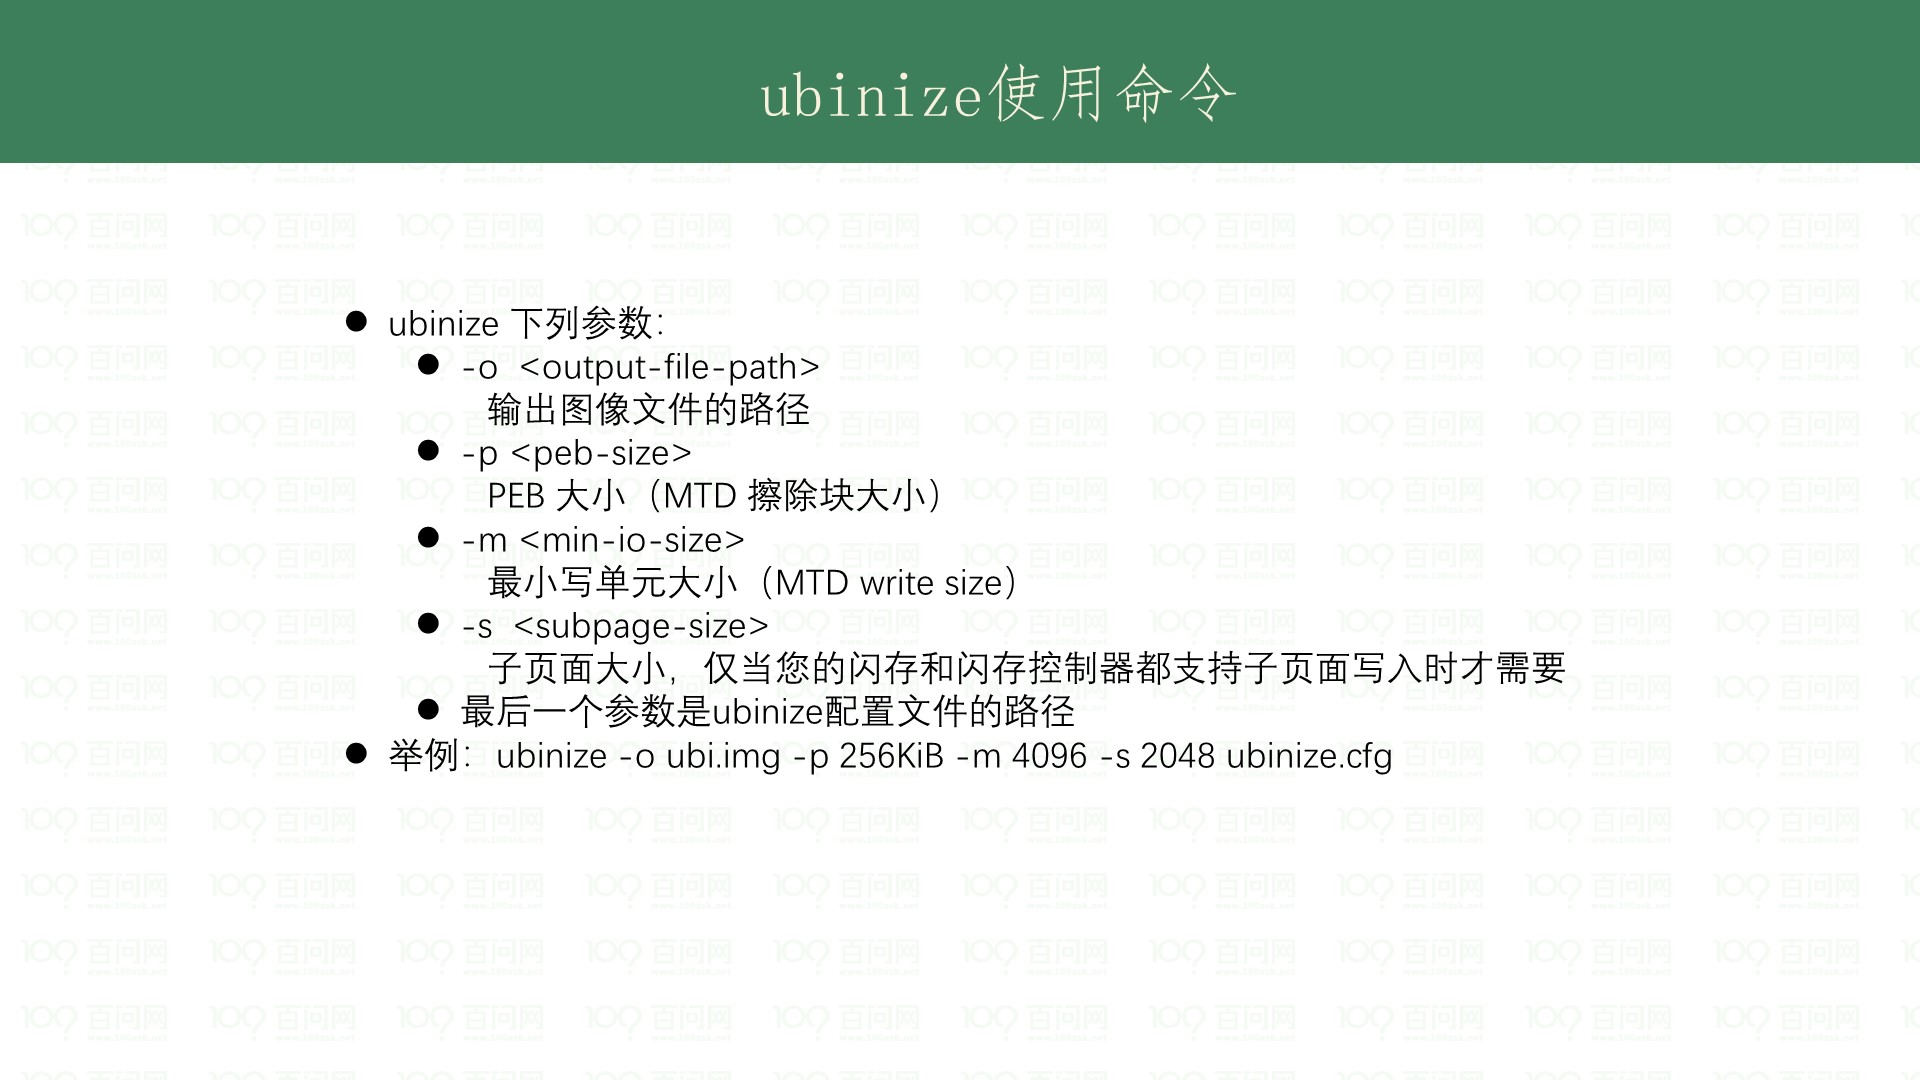 ubinize使用命令
ubinize 下列参数：
-o  <output-file-path>
输出图像文件的路径
-p <peb-size>
PEB 大小（MTD 擦除块大小）
-m <min-io-size>
最小写单元大小（MTD write size）
-s  <subpage-size>
子页面大小，仅当您的闪存和闪存控制器都支持子页面写入时才需要
最后一个参数是ubinize配置文件的路径
举例： ubinize -o ubi.img -p 256KiB -m 4096 -s 2048 ubinize.cfg
百问网
www.100ask.net